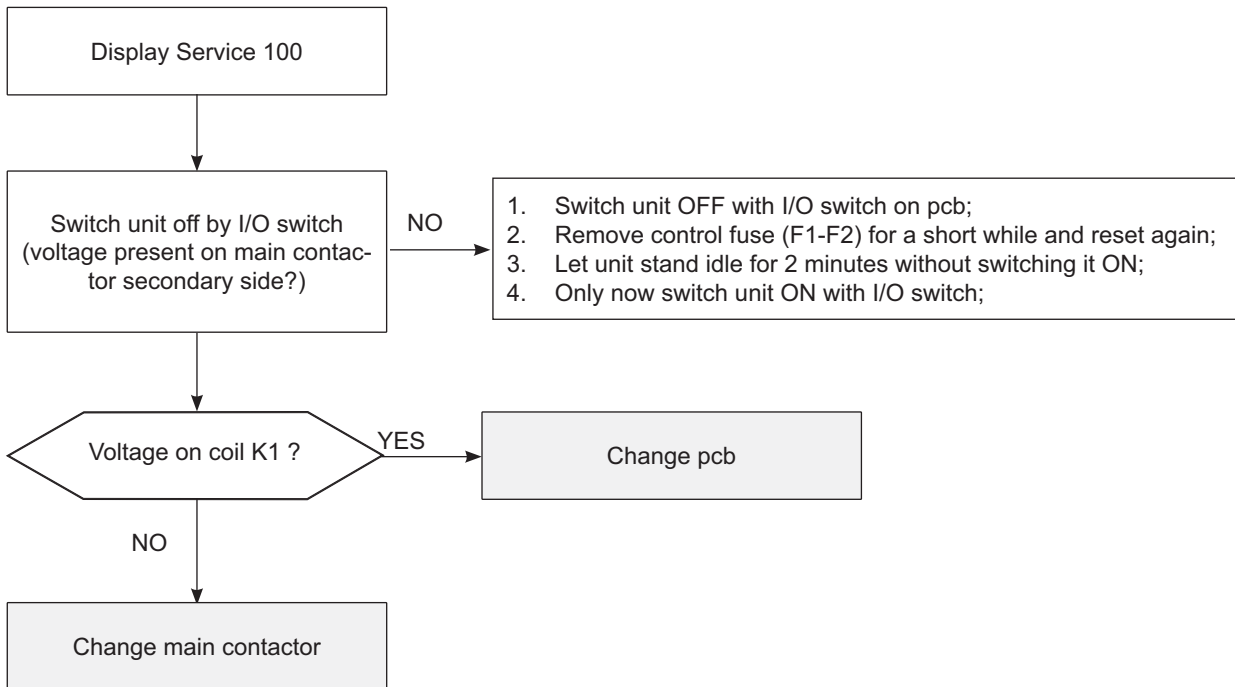 Display Service 100
Switch unit off by I/O switch
(voltage present on main contac-
tor secondary side?)
NO
1. Switch unit OFF with I/O switch on pcb;
2. Remove control fuse (F1-F2) for a short while and reset again;
3. Let unit stand idle for 2 minutes without switching it ON;
4. Only now switch unit ON with I/O switch;
Voltage on coil K1 ?
YES
Change pcb
NO
Change main contactor